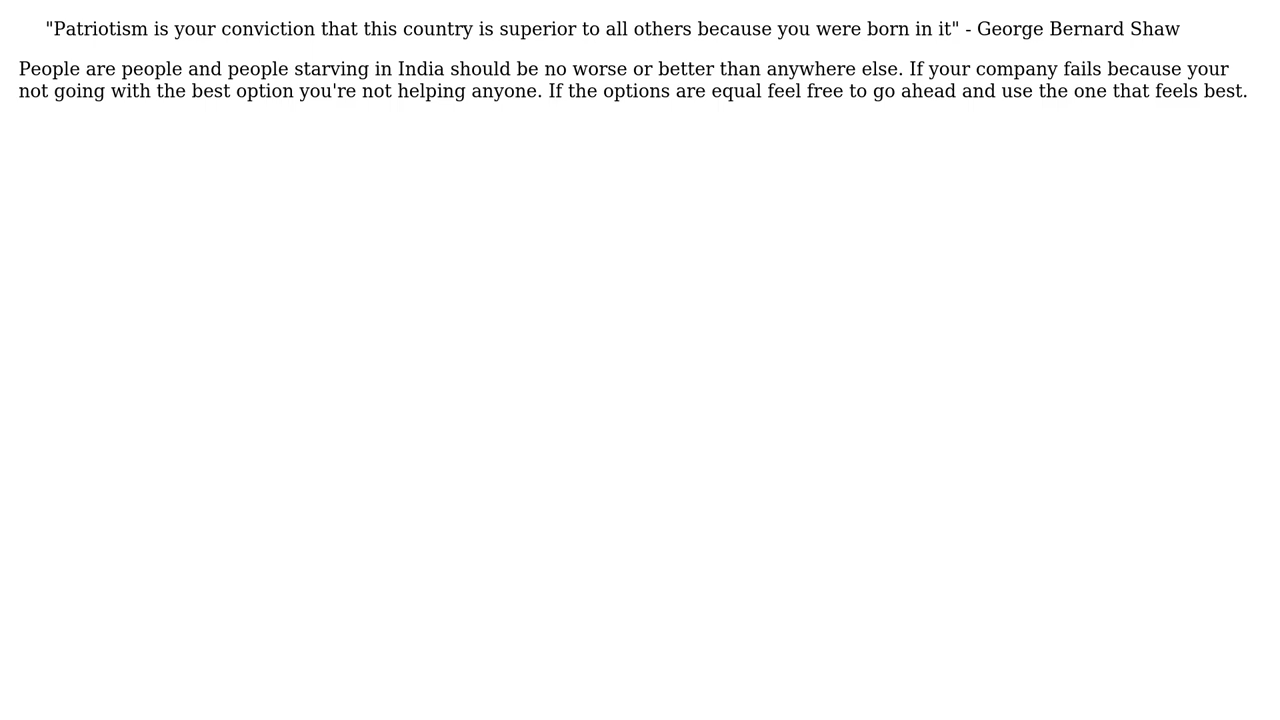 "Patriotism is your conviction that this country is superior to all others because you were born in it" - George Bernard Shaw
People are people and people starving in India should be no worse or better than anywhere else. If your company fails because your
not going with the best option you're not helping anyone. If the options are equal feel free to go ahead and use the one that feels best.